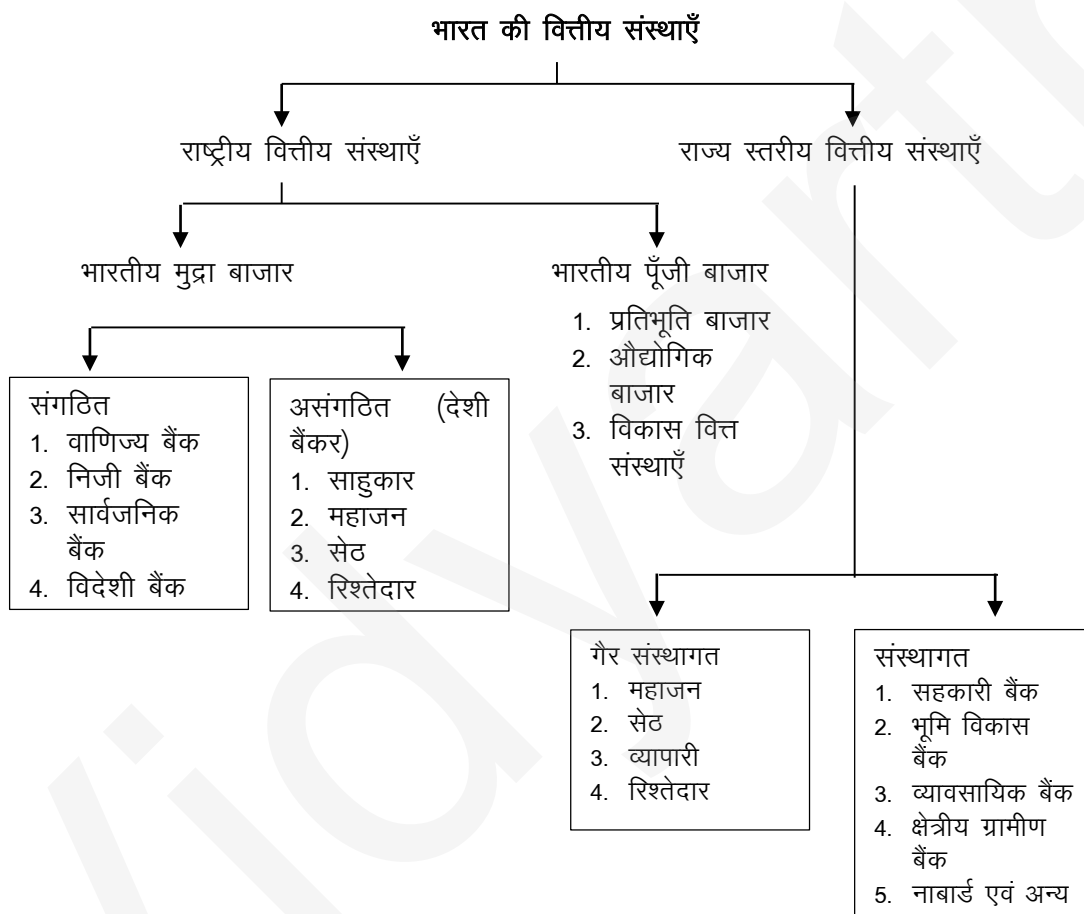 भारत की वित्तीय संस्थाएँ
राष्ट्रीय वित्तीय संस्थाएँ
राज्य स्तरीय वित्तीय संस्थाएँ
भारतीय मुद्रा बाजार
भारतीय पूँजी बाजार
1. प्रतिभूति बाजार
2. औद्योगिक
बाजार
3. विकास वित्त
संस्थाएँ
संगठित
1. वाणिज्य बैंक
2. निजी बैंक
3. सार्वजनिक
बैंक
4. विदेशी बैंक
असंगठित (देशी
बैंकर)
1. साहुकार
2. महाजन
3. सेठ
4. रिश्तेदार
गैर संस्थागत
1. महाजन
2. सेठ
3. व्यापारी
4. रिश्तेदार
संस्थागत
1. सहकारी बैंक
2. भूमि विकास
बैंक
3. व्यावसायिक बैंक
4. क्षेत्रीय ग्रामीण
बैंक
5. नाबार्ड एवं अन्य